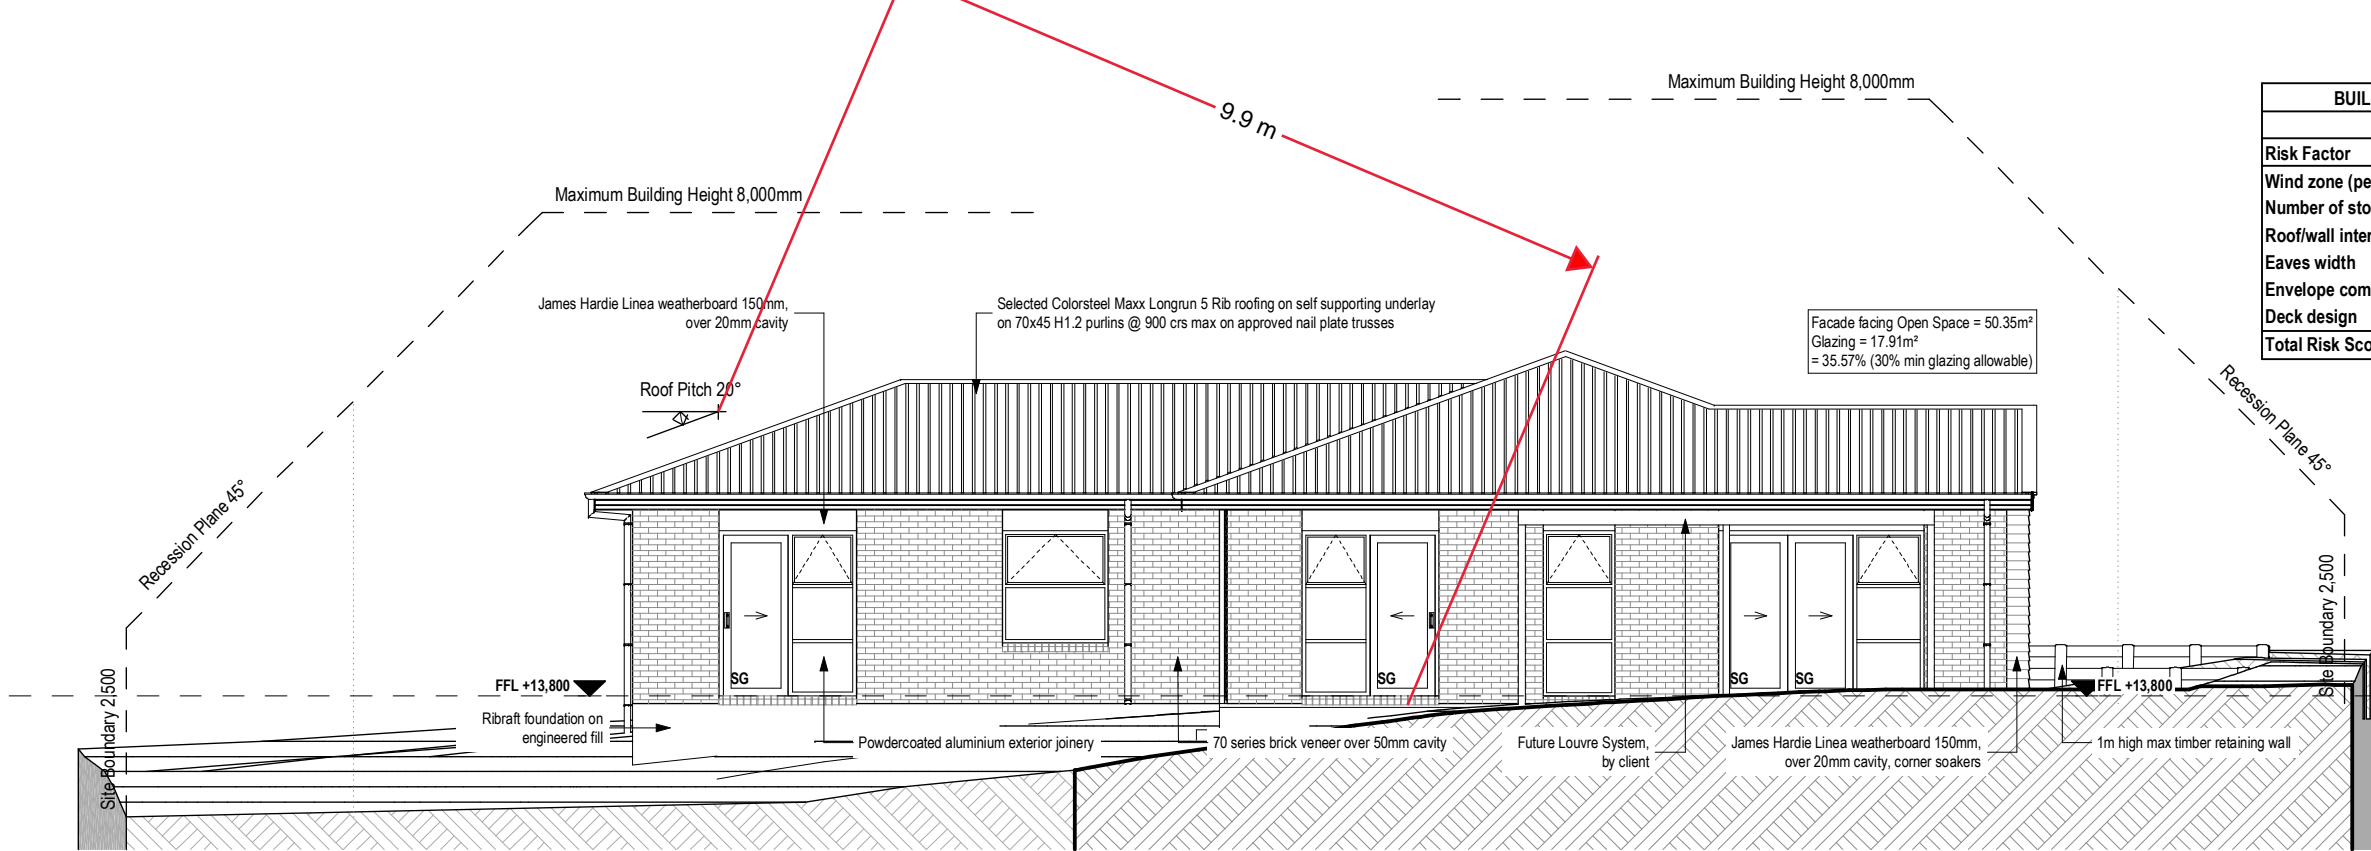 Maximum Building Height 8,000mm
BUIL
9.9 m
Risk Factor
Wind zone (pe
Maximum Building Height 8,000mm
Number of sto
Roof/wall inter
Eaves width
Envelope com
Deck design
Total Risk Sco
James Hardie Linea weatherboard 150mm,
over 20mm cavity
Selected Colorsteel Maxx Longrun 5 Rib roofing on self supporting underlay
on 70x45 H1.2 purlins @ 900 crs max on approved nail plate trusses
Facade facing Open Space = 50.35m²
Glazing = 17.91m²
= 35.57% (30% min glazing allowable)
Roof Pitch 20°
Recession Plane 45°
Recession Plane 45°
Site Boundary 2,500
Site Boundary 2,500
SG
SG
SG
SG
FFL +13,800
FFL +13,800
Ribraft foundation on
engineered fill
Powdercoated aluminium exterior joinery
70 series brick veneer over 50mm cavity
Future Louvre System,
by client
James Hardie Linea weatherboard 150mm,
over 20mm cavity, corner soakers
1m high max timber retaining wall